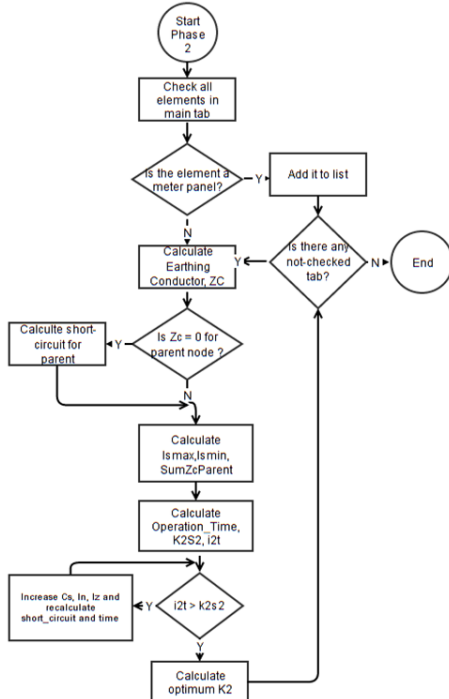 Start
Phase
2
Check all
elements in
main tab
Is the element a
meter panel?
Y
Add it to list
N
Is there any
not-checked
tab?
Y
N
End
Calculate
Earthing
Conductor, ZC
Is Zc = 0 for
parent node ?
Y
Calculte short-
circuit for
parent
N
Calculate
Ismax,Ismin,
SumZcParent
Calculate
Operation_Time,
K2S2, i2t
i2t > k2s2
Y
Increase Cs, In, Iz and
recalculate
short_circuit and time
Y
Calculate
optimum K2